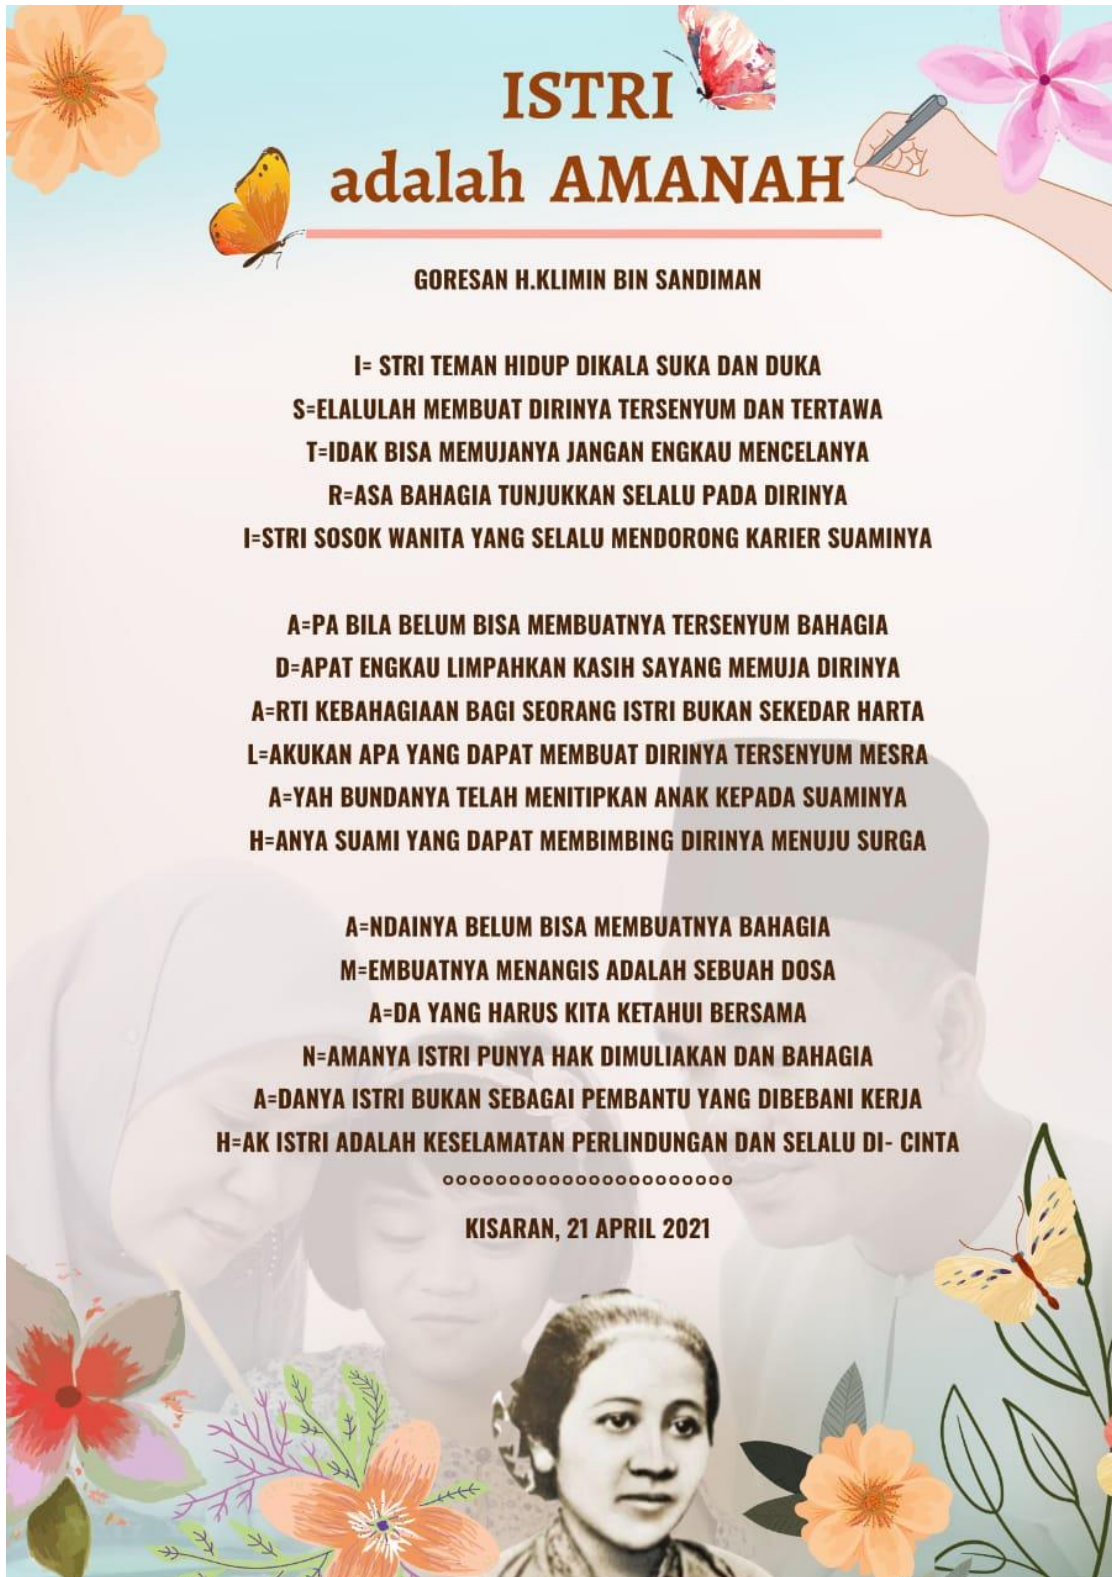 ISTRI
adalah AMANAH
GORESAN H.KLIMIN BIN SANDIMAN
I= STRI TEMAN HIDUP DIKALA SUKA DAN DUKA
S=ELALULAH MEMBUAT DIRINYA TERSENYUM DAN TERTAWA
T=IDAK BISA MEMUJANYA JANGAN ENGKAU MENCELANYA
R=ASA BAHAGIA TUNJUKKAN SELALU PADA DIRINYA
I=STRI SOSOK WANITA YANG SELALU MENDORONG KARIER SUAMINYA
A=PA BILA BELUM BISA MEMBUATNYA TERSENYUM BAHAGIA
D=APAT ENGKAU LIMPAHKAN KASIH SAYANG MEMUJA DIRINYA
A=RTI KEBAHAGIAAN BAGI SEORANG ISTRI BUKAN SEKEDAR HARTA
L=AKUKAN APA YANG DAPAT MEMBUAT DIRINYA TERSENYUM MESRA
A=YAH BUNDANYA TELAH MENITIPKAN ANAK KEPADA SUAMINYA
H=ANYA SUAMI YANG DAPAT MEMBIMBING DIRINYA MENUJU SURGA
A=NDAINYA BELUM BISA MEMBUATNYA BAHAGIA
M=EMBUATNYA MENANGIS ADALAH SEBUAH DOSA
A=DA YANG HARUS KITA KETAHUI BERSAMA
N=AMANYA ISTRI PUNYA HAK DIMULIAKAN DAN BAHAGIA
A=DANYA ISTRI BUKAN SEBAGAI PEMBANTU YANG DIBEBANI KERJA
H=AK ISTRI ADALAH KESELAMATAN PERLINDUNGAN DAN SELALU DI- CINTA
oooooooooooooooooooooo
KISARAN, 21 APRIL 2021